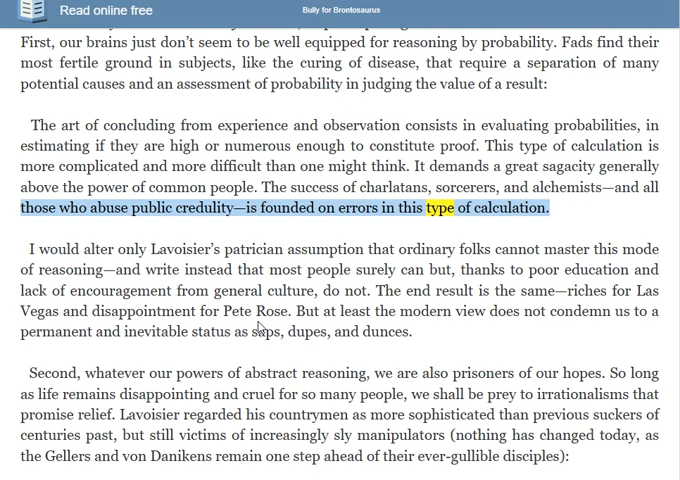 Read online free
Bully for Brontosaurus
First, our brains just don’t seem to be well equipped for reasoning by probability. Fads find their
most fertile ground in subjects, like the curing of disease, that require a separation of many
potential causes and an assessment of probability in judging the value of a result:
The art of concluding from experience and observation consists in evaluating probabilities, in
estimating if they are high or numerous enough to constitute proof. This type of calculation is
more complicated and more difficult than one might think. It demands a great sagacity generally
above the power of common people. The success of charlatans, sorcerers, and alchemists—and all
those who abuse public credulity—is founded on errors in this type of calculation.
I would alter only Lavoisier’s patrician assumption that ordinary folks cannot master this mode
of reasoning—and write instead that most people surely can but, thanks to poor education and
lack of encouragement from general culture, do not. The end result is the same—riches for Las
Vegas and disappointment for Pete Rose. But at least the modern view does not condemn us to a
permanent and inevitable status as saps, dupes, and dunces.
Second, whatever our powers of abstract reasoning, we are also prisoners of our hopes. So long
as life remains disappointing and cruel for so many people, we shall be prey to irrationalisms that
promise relief. Lavoisier regarded his countrymen as more sophisticated than previous suckers of
centuries past, but still victims of increasingly sly manipulators (nothing has changed today, as
the Gellers and von Danikens remain one step ahead of their ever-gullible disciples):